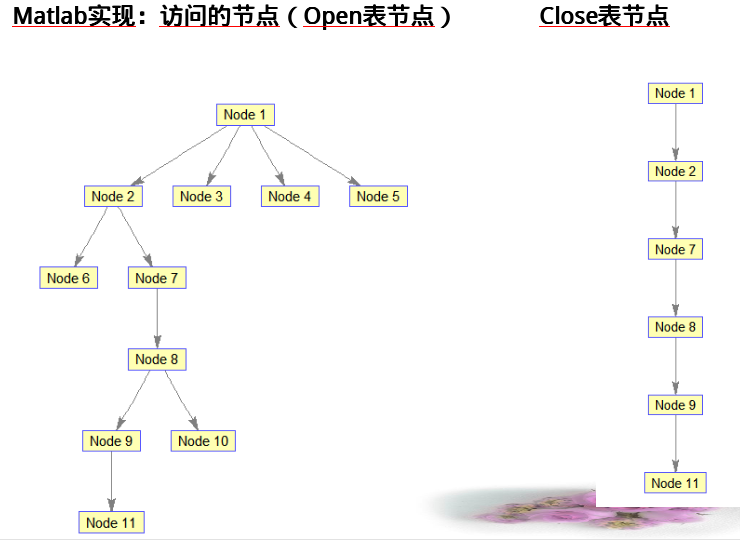 Matlab实现：访问的节点（Open表节点）
Close表节点
Node 1
Node 2 Node 3 Node 4 Node 5
Node 6 Node 7
Node 8
Node 9 Node 10
Node 11
Node 1
Node 2
Node 7
Node 8
Node 9
Node 11